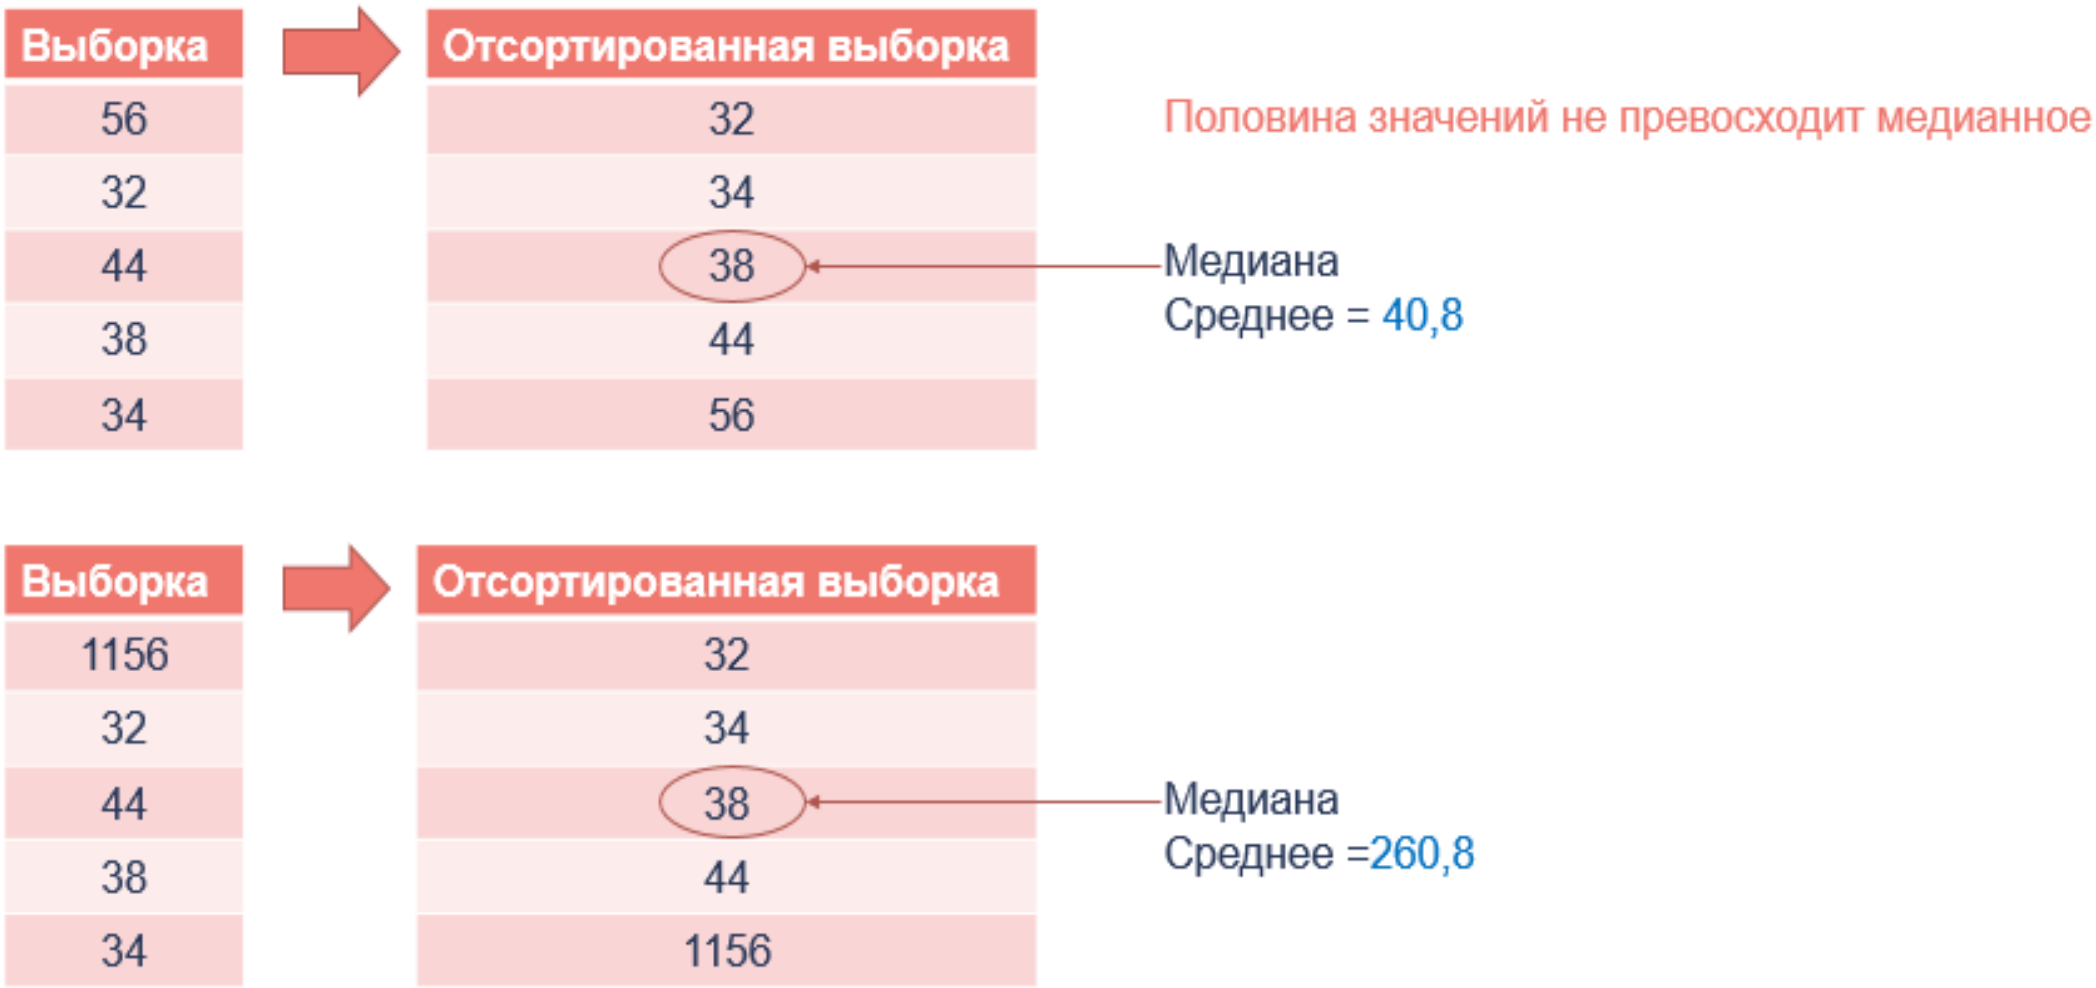 Выборка
Отсортированная выборка
56
32
Половина значений не превосходит медианное
32
34
44
38
Медиана
Среднее = 40,8
38
44
34
56
Выборка
Отсортированная выборка
1156
32
32
34
44
38
Медиана
Среднее =260,8
38
44
34
1156